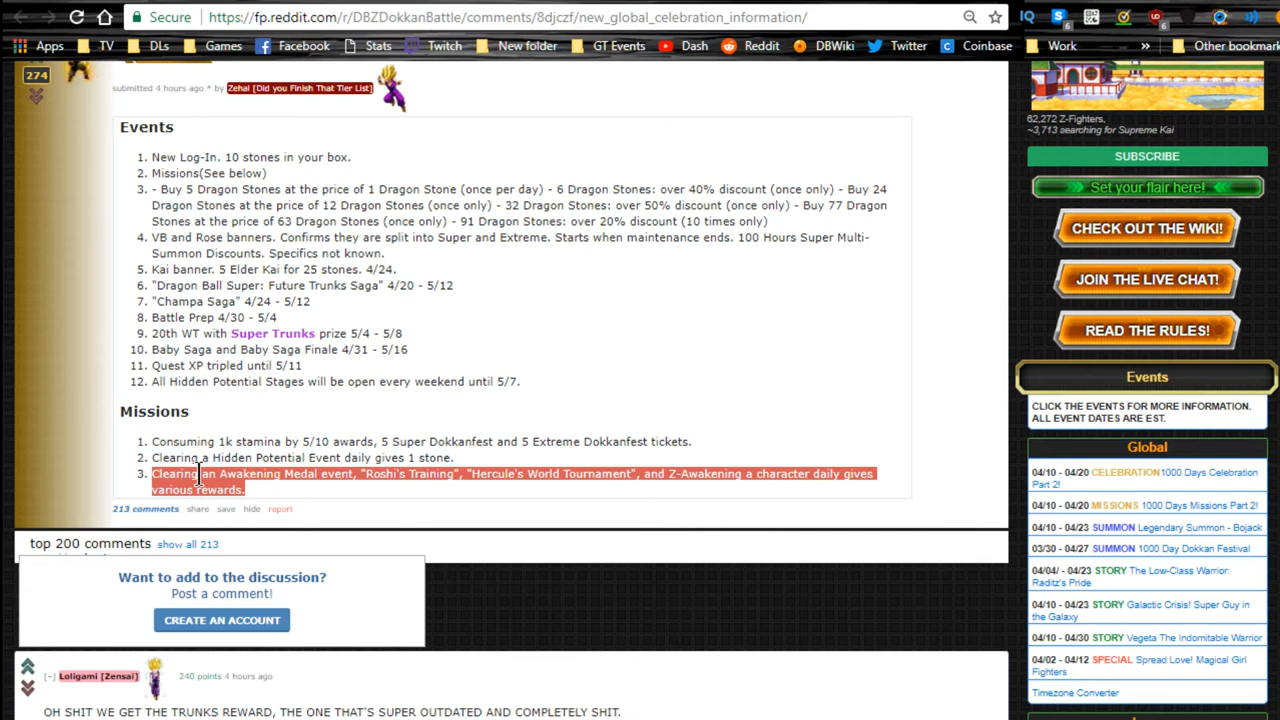 Secure https://fp.reddit.com/r/DBZDokkanBattle/comments/8djczf/new_global_celebration_information/
Apps TV DLs Games Facebook Stats Twitch New folder GT Events Dash Reddit DBWiki Twitter Coinbase Work » Other bookmar
274
submitted 4 hours ago * by Zehal [Did you Finish That Tier List]
Events
1. New Log-In. 10 stones in your box.
2. Missions(See below)
3. - Buy 5 Dragon Stones at the price of 1 Dragon Stone (once per day) - 6 Dragon Stones: over 40% discount (once only) - Buy 24
Dragon Stones at the price of 12 Dragon Stones (once only) - 32 Dragon Stones: over 50% discount (once only) - Buy 77 Dragon
Stones at the price of 63 Dragon Stones (once only) - 91 Dragon Stones: over 20% discount (10 times only)
4. VB and Rose banners. Confirms they are split into Super and Extreme. Starts when maintenance ends. 100 Hours Super Multi-
Summon Discounts. Specifics not known.
5. Kai banner. 5 Elder Kai for 25 stones. 4/24.
6. "Dragon Ball Super: Future Trunks Saga" 4/20 - 5/12
7. "Champa Saga" 4/24 - 5/12
8. Battle Prep 4/30 - 5/4
9. 20th WT with Super Trunks prize 5/4 - 5/8
10. Baby Saga and Baby Saga Finale 4/31 - 5/16
11. Quest XP tripled until 5/11
12. All Hidden Potential Stages will be open every weekend until 5/7.
Missions
1. Consuming 1k stamina by 5/10 awards, 5 Super Dokkanfest and 5 Extreme Dokkanfest tickets.
2. Clearing a Hidden Potential Event daily gives 1 stone.
3. Clearing an Awakening Medal event, "Roshi's Training", "Hercule's World Tournament", and Z-Awakening a character daily gives
various rewards.
213 comments share save hide report
top 200 comments show all 213
Want to add to the discussion?
Post a comment!
CREATE AN ACCOUNT
[–] Loligami [Zensai] 240 points 4 hours ago
OH SHIT WE GET THE TRUNKS REWARD, THE ONE THAT'S SUPER OUTDATED AND COMPLETELY SHIT.
62,272 Z-Fighters,
~3,713 searching for Supreme Kai
SUBSCRIBE
Set your flair here!
CHECK OUT THE WIKI!
JOIN THE LIVE CHAT!
READ THE RULES!
Events
CLICK THE EVENTS FOR MORE INFORMATION.
ALL EVENT DATES ARE EST.
Global
04/10 - 04/20 CELEBRATION 1000 Days Celebration
Part 2!
04/10 - 04/20 MISSIONS 1000 Days Missions Part 2!
04/10 - 04/23 SUMMON Legendary Summon - Bojack
03/30 - 04/27 SUMMON 1000 Day Dokkan Festival
04/04/ - 04/23 STORY The Low-Class Warrior:
Raditz's Pride
04/10 - 04/23 STORY Galactic Crisis! Super Guy in
the Galaxy
04/10 - 04/30 STORY Vegeta The Indomitable Warrior
04/02 - 04/12 SPECIAL Spread Love! Magical Girl
Fighters
Timezone Converter